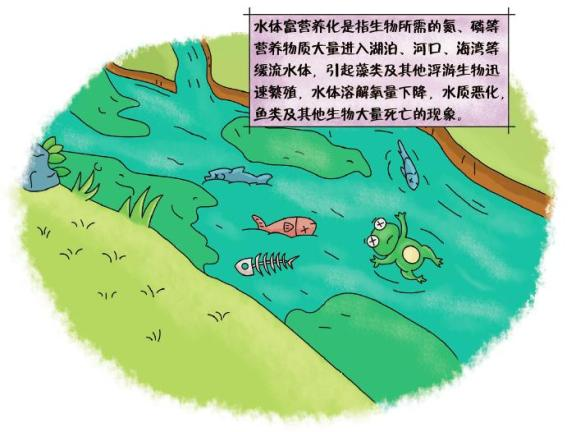 水体富营养化是指生物所需的氮、磷等
营养物质大量进入湖泊、河口、海湾等
缓流水体，引起藻类及其他浮游生物迅
速繁殖，水体溶解氧量下降，水质恶化，
鱼类及其他生物大量死亡的现象。